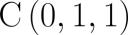 C (0, 1, 1)